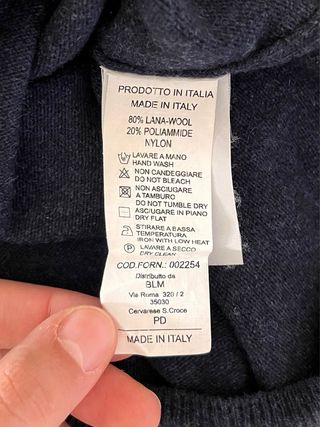 PRODOTTO IN ITALIA
MADE IN ITALY
80% LANA-WOOL
20% POLIAMMIDE
NYLON
LAVARE A MANO
HAND WASH
NON CANDEGGIARE
DO NOT BLEACH
NON ASCIUGARE
A TAMBURO
DO NOT TUMBLE DRY
ASCIUGARE IN PIANO
DRY FLAT
STIRARE A BASSA
TEMPERATURA
IRON WITH LOW HEAT
P LAVARE A SECCO
DRY CLEAN
COD.FORN.: 002254
Distribuito da
BLM
Via Roma 320 / 2
35030
Cervarese S.Croce
PD
MADE IN ITALY